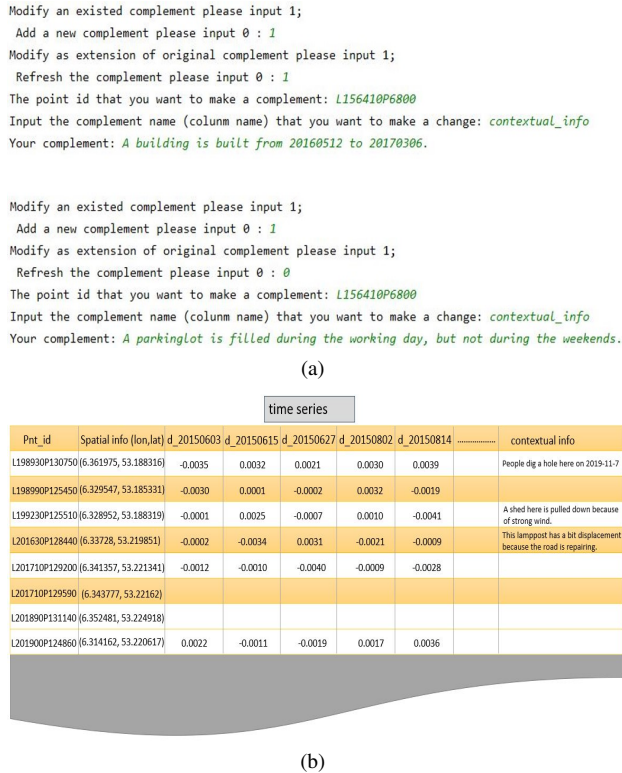 Modify an existed complement please input 1;
Add a new complement please input 0 : 1
Modify as extension of original complement please input 1;
Refresh the complement please input 0 : 1
The point id that you want to make a complement: L156410P6800
Input the complement name (colunm name) that you want to make a change: contextual_info
Your complement: A building is built from 20160512 to 20170306.
Modify an existed complement please input 1;
Add a new complement please input 0 : 1
Modify as extension of original complement please input 1;
Refresh the complement please input 0 : 0
The point id that you want to make a complement: L156410P6800
Input the complement name (colunm name) that you want to make a change: contextual_info
Your complement: A parkinglot is filled during the working day, but not during the weekends.
(a)
time series
Pnt_id Spatial info (lon,lat) d_20150603 d_20150615 d_20150627 d_20150802 d_20150814 ................. contextual info
L198930P130750 (6.361975, 53.188316) -0.0035 0.0032 0.0021 0.0030 0.0039 People dig a hole here on 2019-11-7
L198990P125450 (6.329547, 53.185331) -0.0030 0.0001 -0.0002 0.0032 -0.0019
L199230P125510 (6.328952, 53.188319) -0.0001 0.0025 -0.0007 0.0010 -0.0041 A shed here is pulled down because
of strong wind.
L201630P128440 (6.33728, 53.219851) -0.0002 -0.0034 0.0031 -0.0021 -0.0009 This lamppost has a bit displacement
because the road is repairing.
L201710P129200 (6.341357, 53.221341) -0.0012 -0.0010 -0.0040 -0.0009 -0.0028
L201710P129590 (6.343777, 53.22162)
L201890P131140 (6.352481, 53.224918)
L201900P124860 (6.314162, 53.220617) 0.0022 -0.0011 -0.0019 0.0017 0.0036
(b)